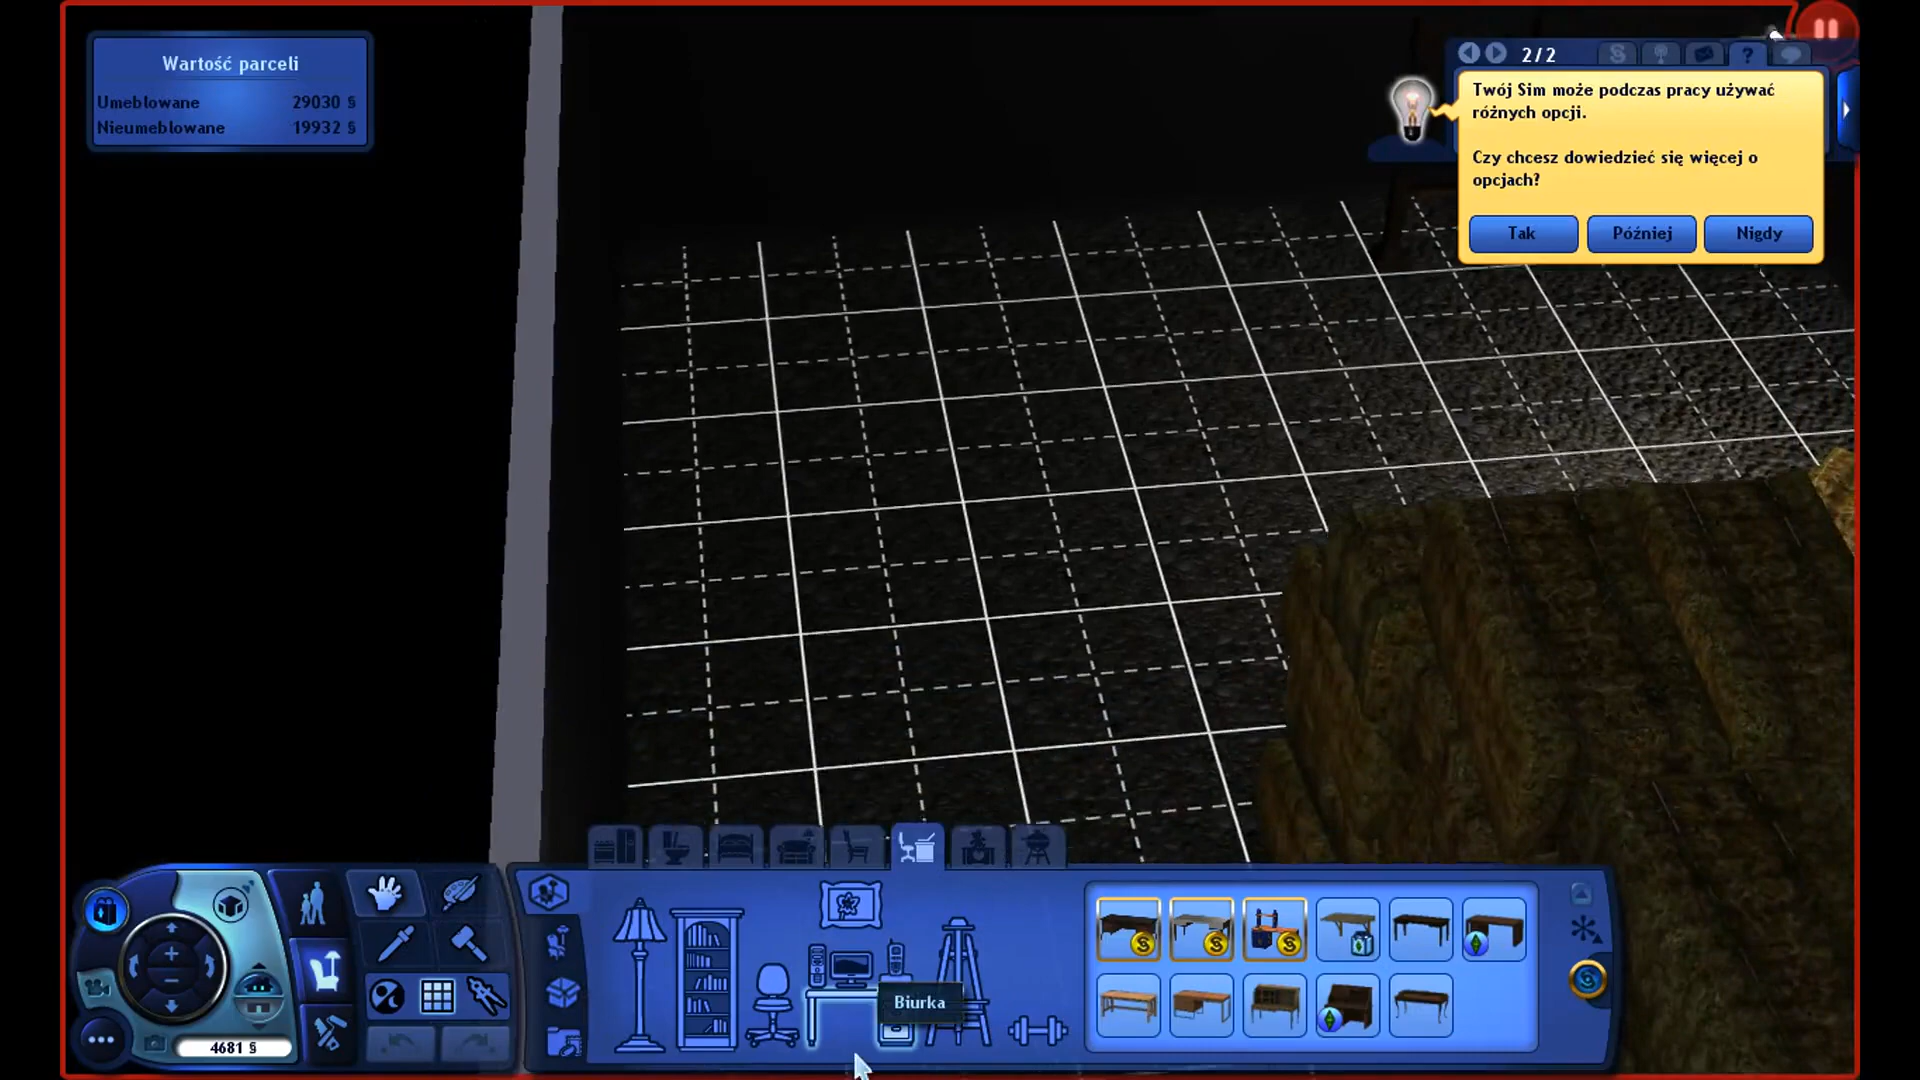 Wartość parceli
Umeblowane 29030 §
Nieumeblowane 19932 §
2/2
?
Twój Sim może podczas pracy używać
różnych opcji.
Czy chcesz dowiedzieć się więcej o
opcjach?
Tak Później Nigdy
Biurka
4681 §